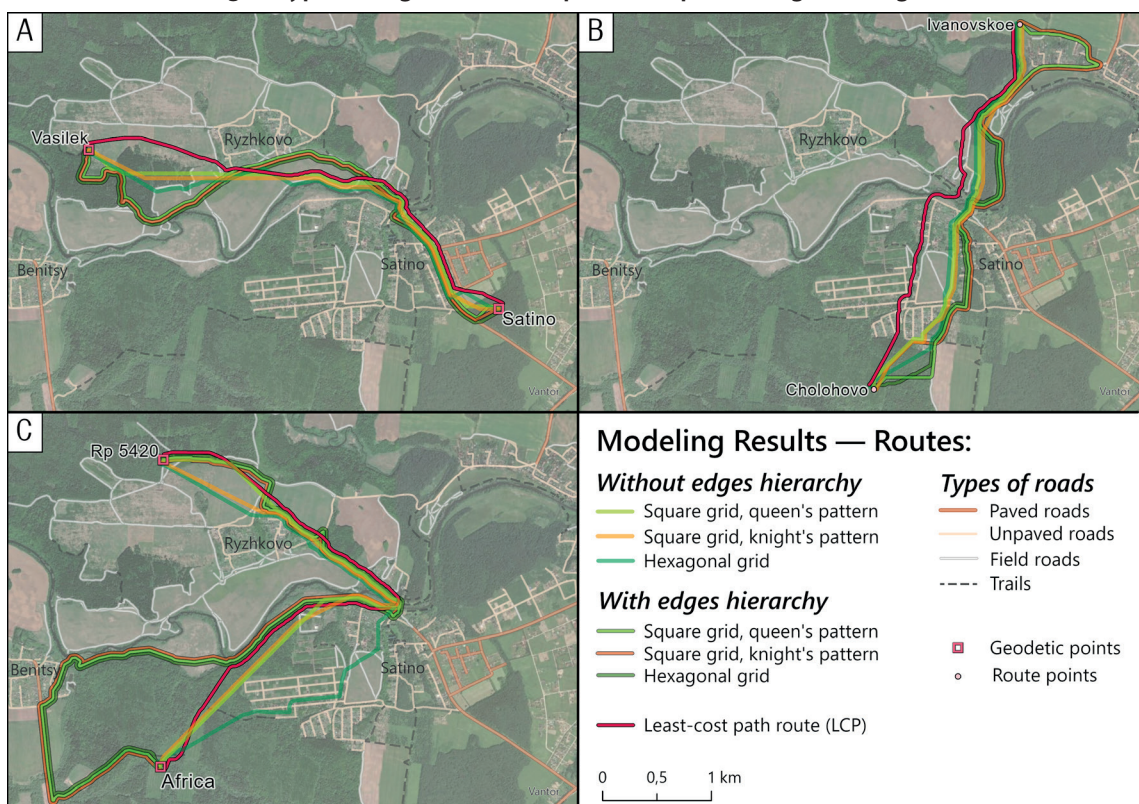 A
Vasilek
Ryzhkovo
Benitsy
Satino
Satino
Vantor
B
Ivanovskoe
Ryzhkovo
Benitsy
Satino
Cholohovo
Vantor
C
Rp 5420
Ryzhkovo
Benitsy
Satino
Africa
Modeling Results — Routes:
Without edges hierarchy
Square grid, queen's pattern
Square grid, knight's pattern
Hexagonal grid
With edges hierarchy
Square grid, queen's pattern
Square grid, knight's pattern
Hexagonal grid
Least-cost path route (LCP)
Types of roads
Paved roads
Unpaved roads
Field roads
Trails
Geodetic points
Route points
0 0,5 1 km